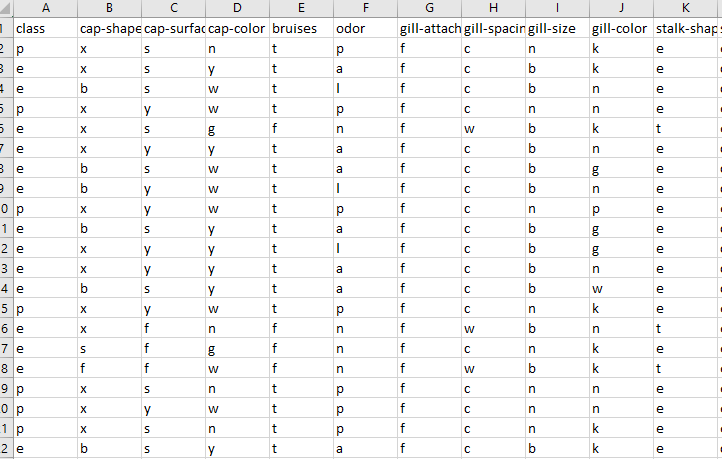 A B C D E F G H I J K
1 class cap-shape cap-surfac cap-color bruises odor gill-attach gill-spacin gill-size gill-color stalk-shap
2 p x s n t p f c n k e
3 e x s y t a f c b k e
4 e b s w t l f c b n e
5 p x y w t p f c n n e
6 e x s g f n f w b k t
7 e x y y t a f c b n e
8 e b s w t a f c b g e
9 e b y w t l f c b n e
0 p x y w t p f c n p e
1 e b s y t a f c b g e
2 e x y y t l f c b g e
3 e x y y t a f c b n e
4 e b s y t a f c b w e
5 p x y w t p f c n k e
6 e x f n f n f w b n t
7 e s f g f n f c n k e
8 e f f w f n f w b k t
9 p x s n t p f c n n e
0 p x y w t p f c n n e
1 p x s n t p f c n k e
2 e b s y t a f c b k e